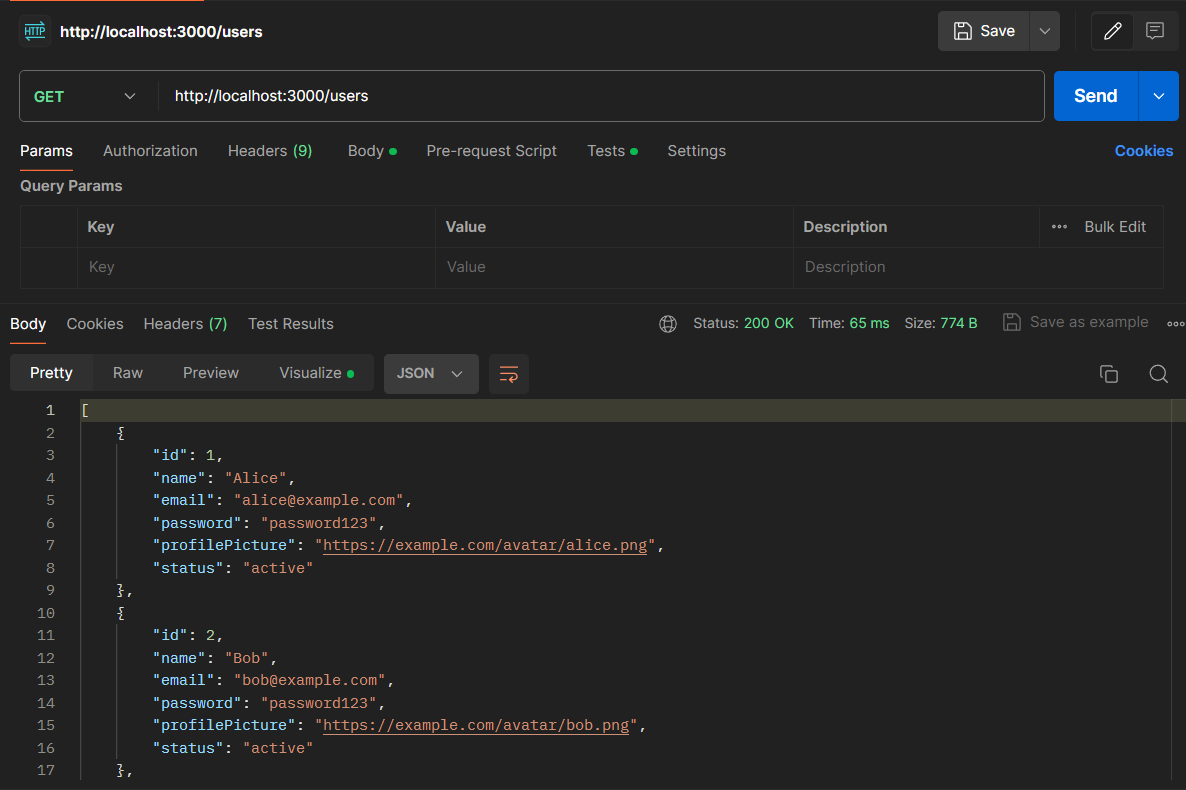 HTTP http://localhost:3000/users Save
GET http://localhost:3000/users Send
Params Authorization Headers (9) Body Pre-request Script Tests Settings Cookies
Query Params
Key Value Description Bulk Edit
Key Value Description
Body Cookies Headers (7) Test Results Status: 200 OK Time: 65 ms Size: 774 B Save as example
Pretty Raw Preview Visualize JSON
1 [
2 {
3 "id": 1,
4 "name": "Alice",
5 "email": "alice@example.com",
6 "password": "password123",
7 "profilePicture": "https://example.com/avatar/alice.png",
8 "status": "active"
9 },
10 {
11 "id": 2,
12 "name": "Bob",
13 "email": "bob@example.com",
14 "password": "password123",
15 "profilePicture": "https://example.com/avatar/bob.png",
16 "status": "active"
17 },